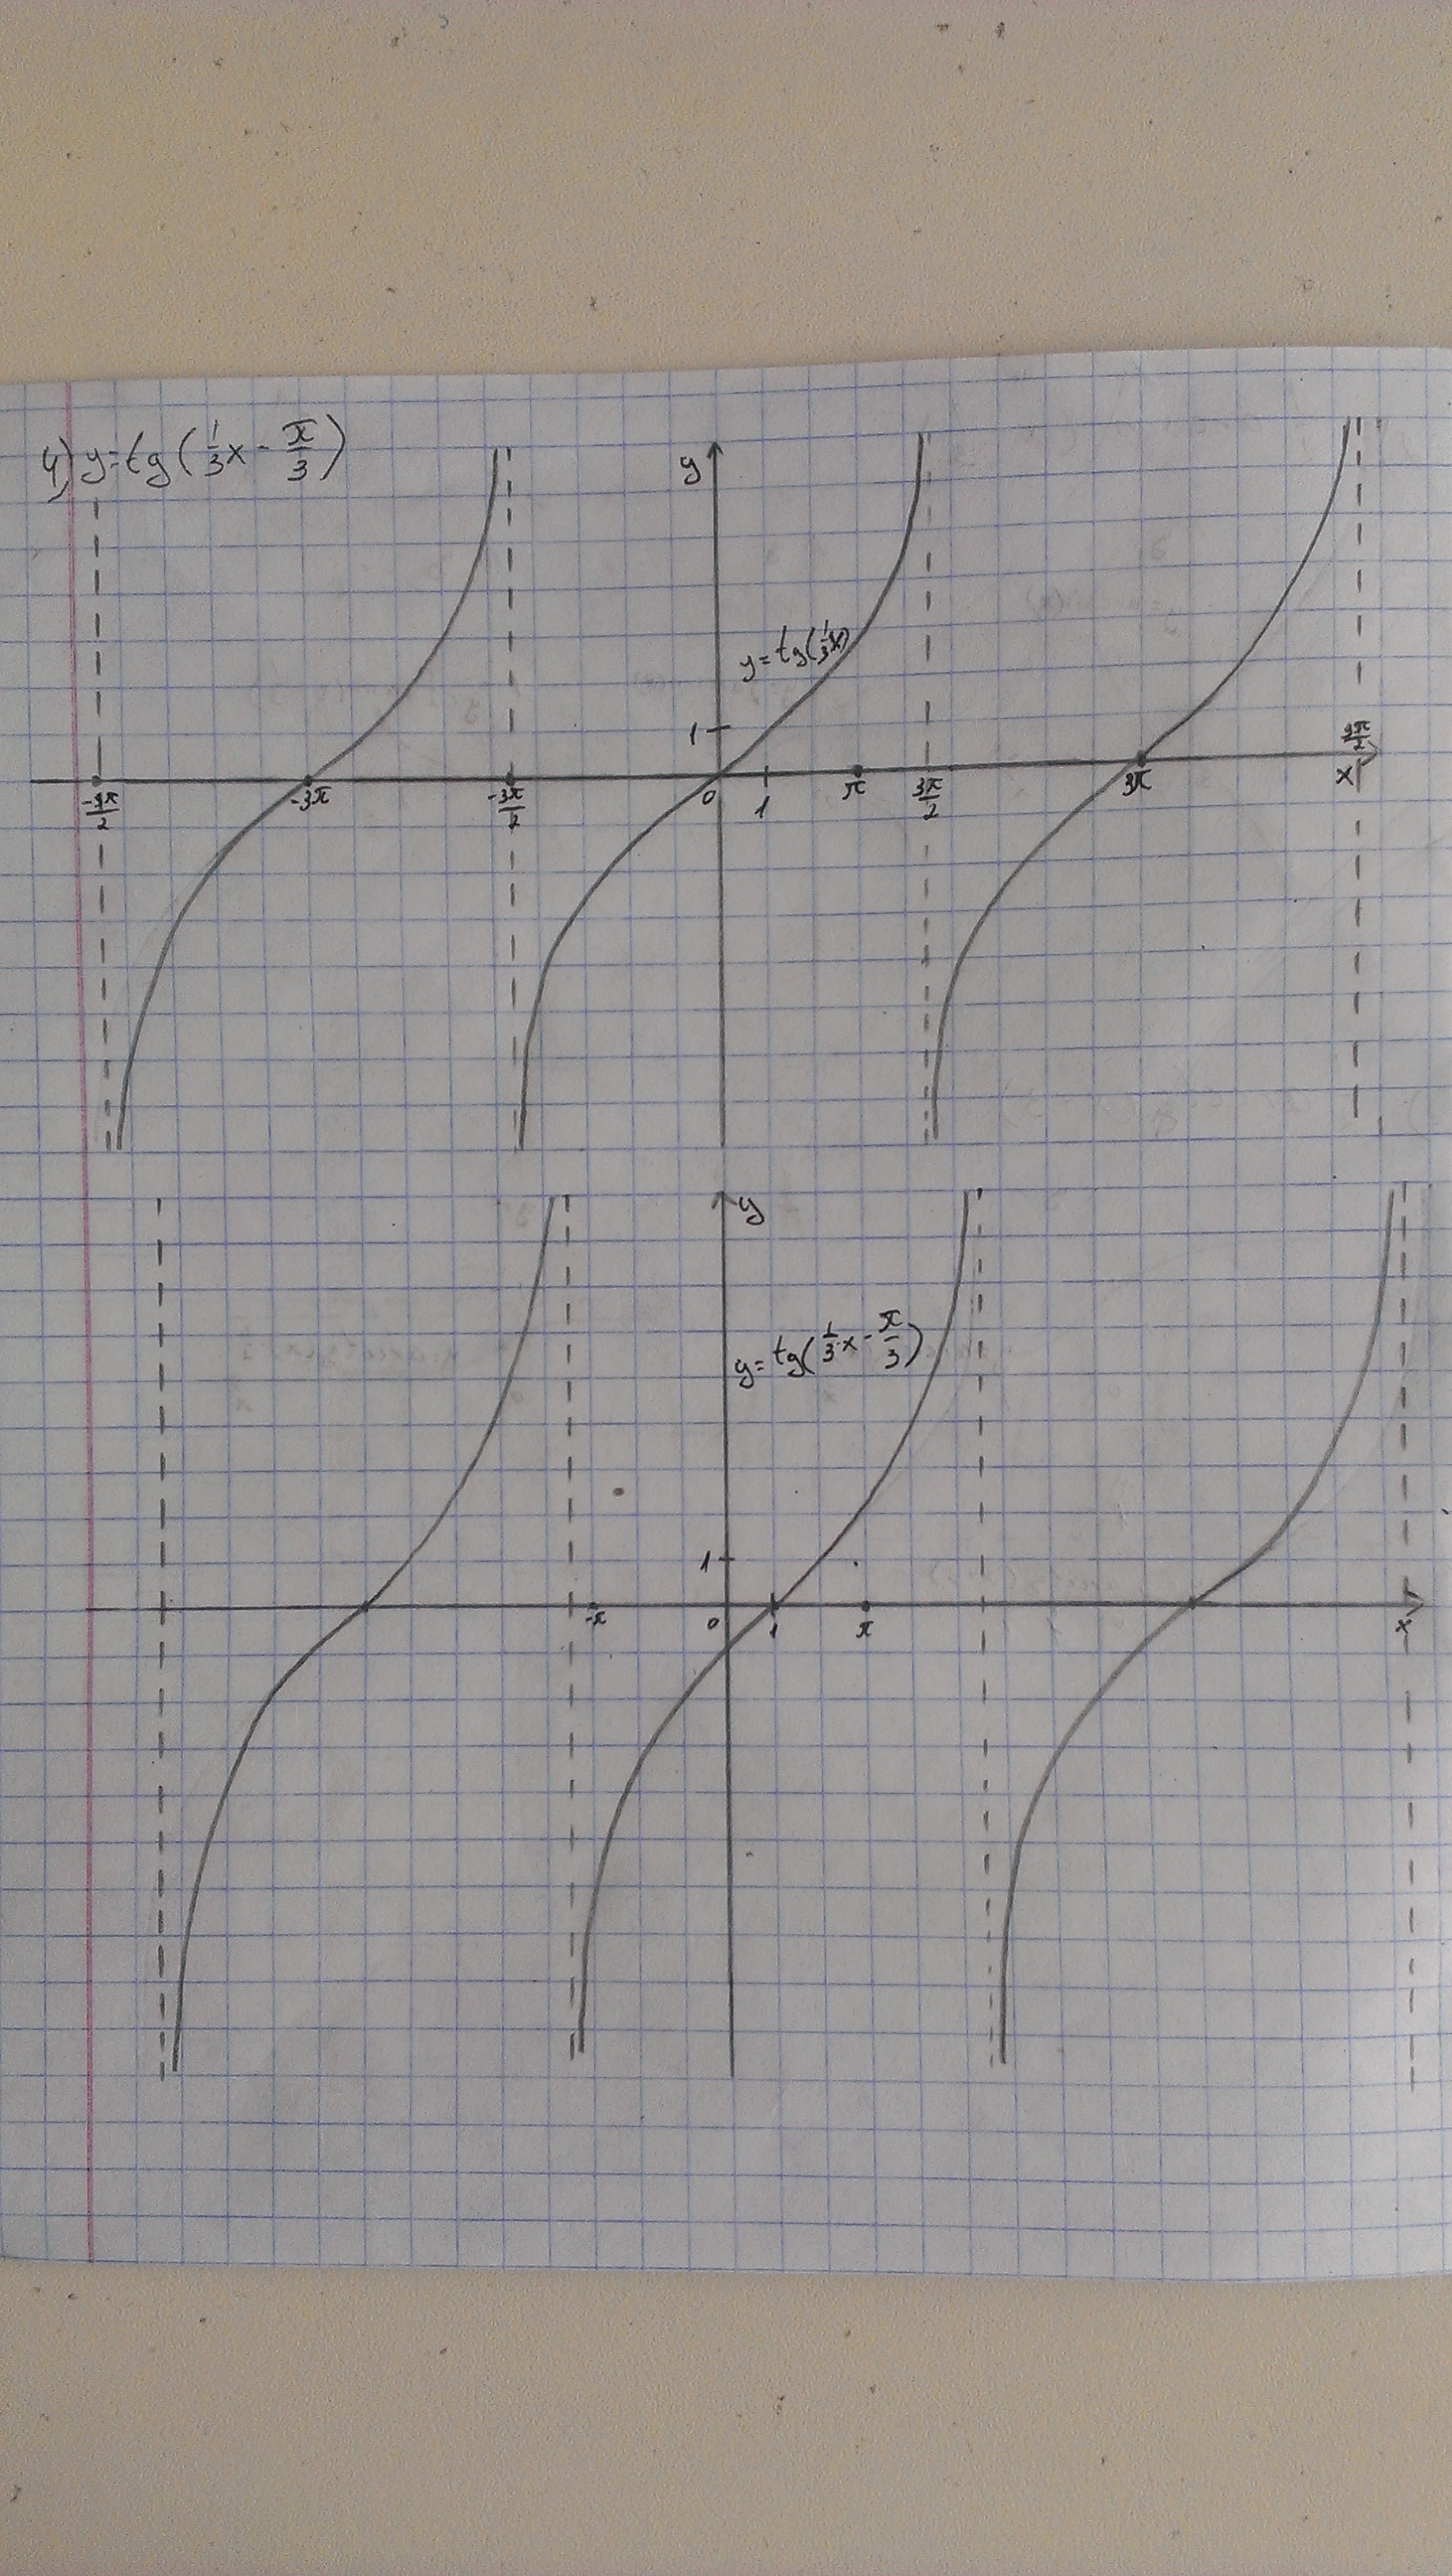 4) y=tg(1/3x - π/3)
y
y=tg(1/3x)
1
-9π/2 -3π -3π/2 0 1 π 3π/2 3π 9π/2
x
y
y=tg(1/3·x - π/3)
1
-π 0 1 π x